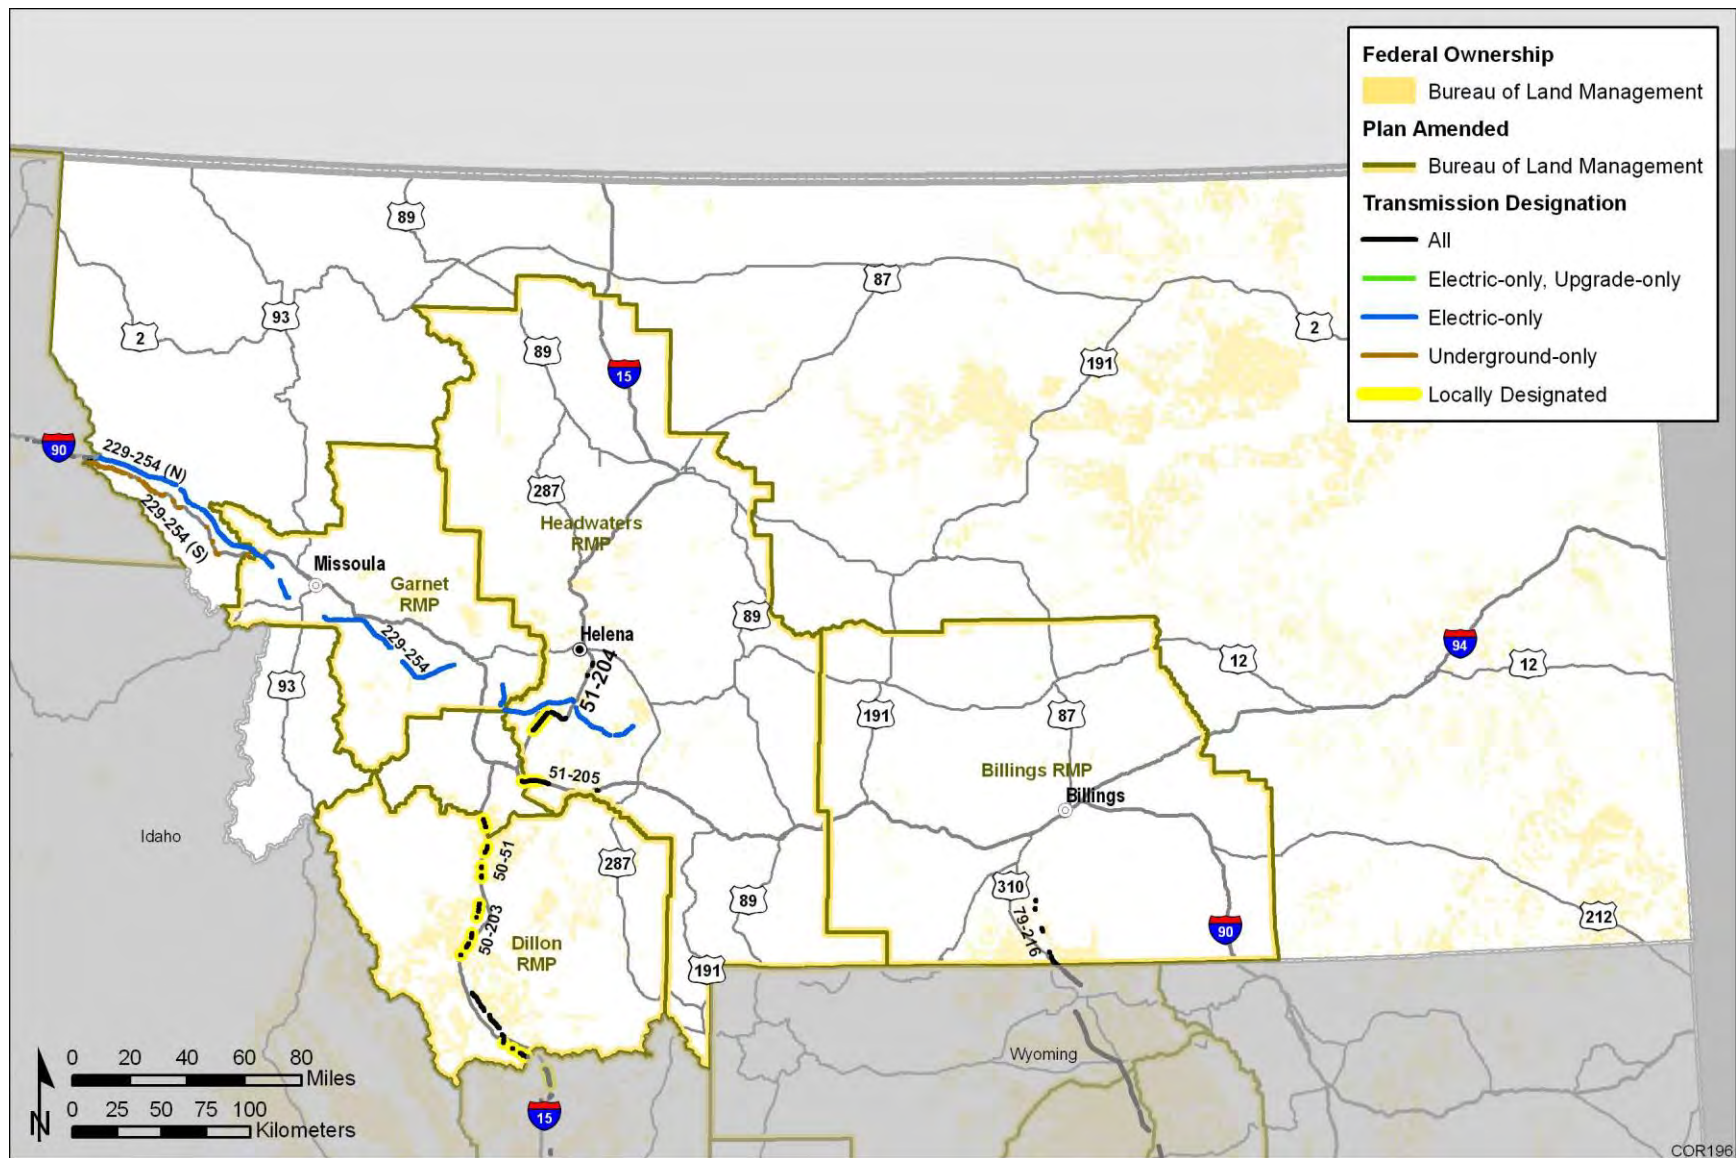 Federal Ownership
Bureau of Land Management
Plan Amended
Bureau of Land Management
Transmission Designation
All
Electric-only, Upgrade-only
Electric-only
Underground-only
Locally Designated
89
87
93
2
2
89
191
15
90
229-254 (N)
287
229-254 (S)
Headwaters
RMP
Missoula
Garnet
RMP
89
Helena
229-254
94
12
12
93
51-204
191
87
51-205
Billings RMP
Billings
Idaho
50-51
287
310
89
79-216
212
90
50-203
Dillon
RMP
191
Wyoming
0 20 40 60 80
Miles
0 25 50 75 100
Kilometers
N
15
COR196